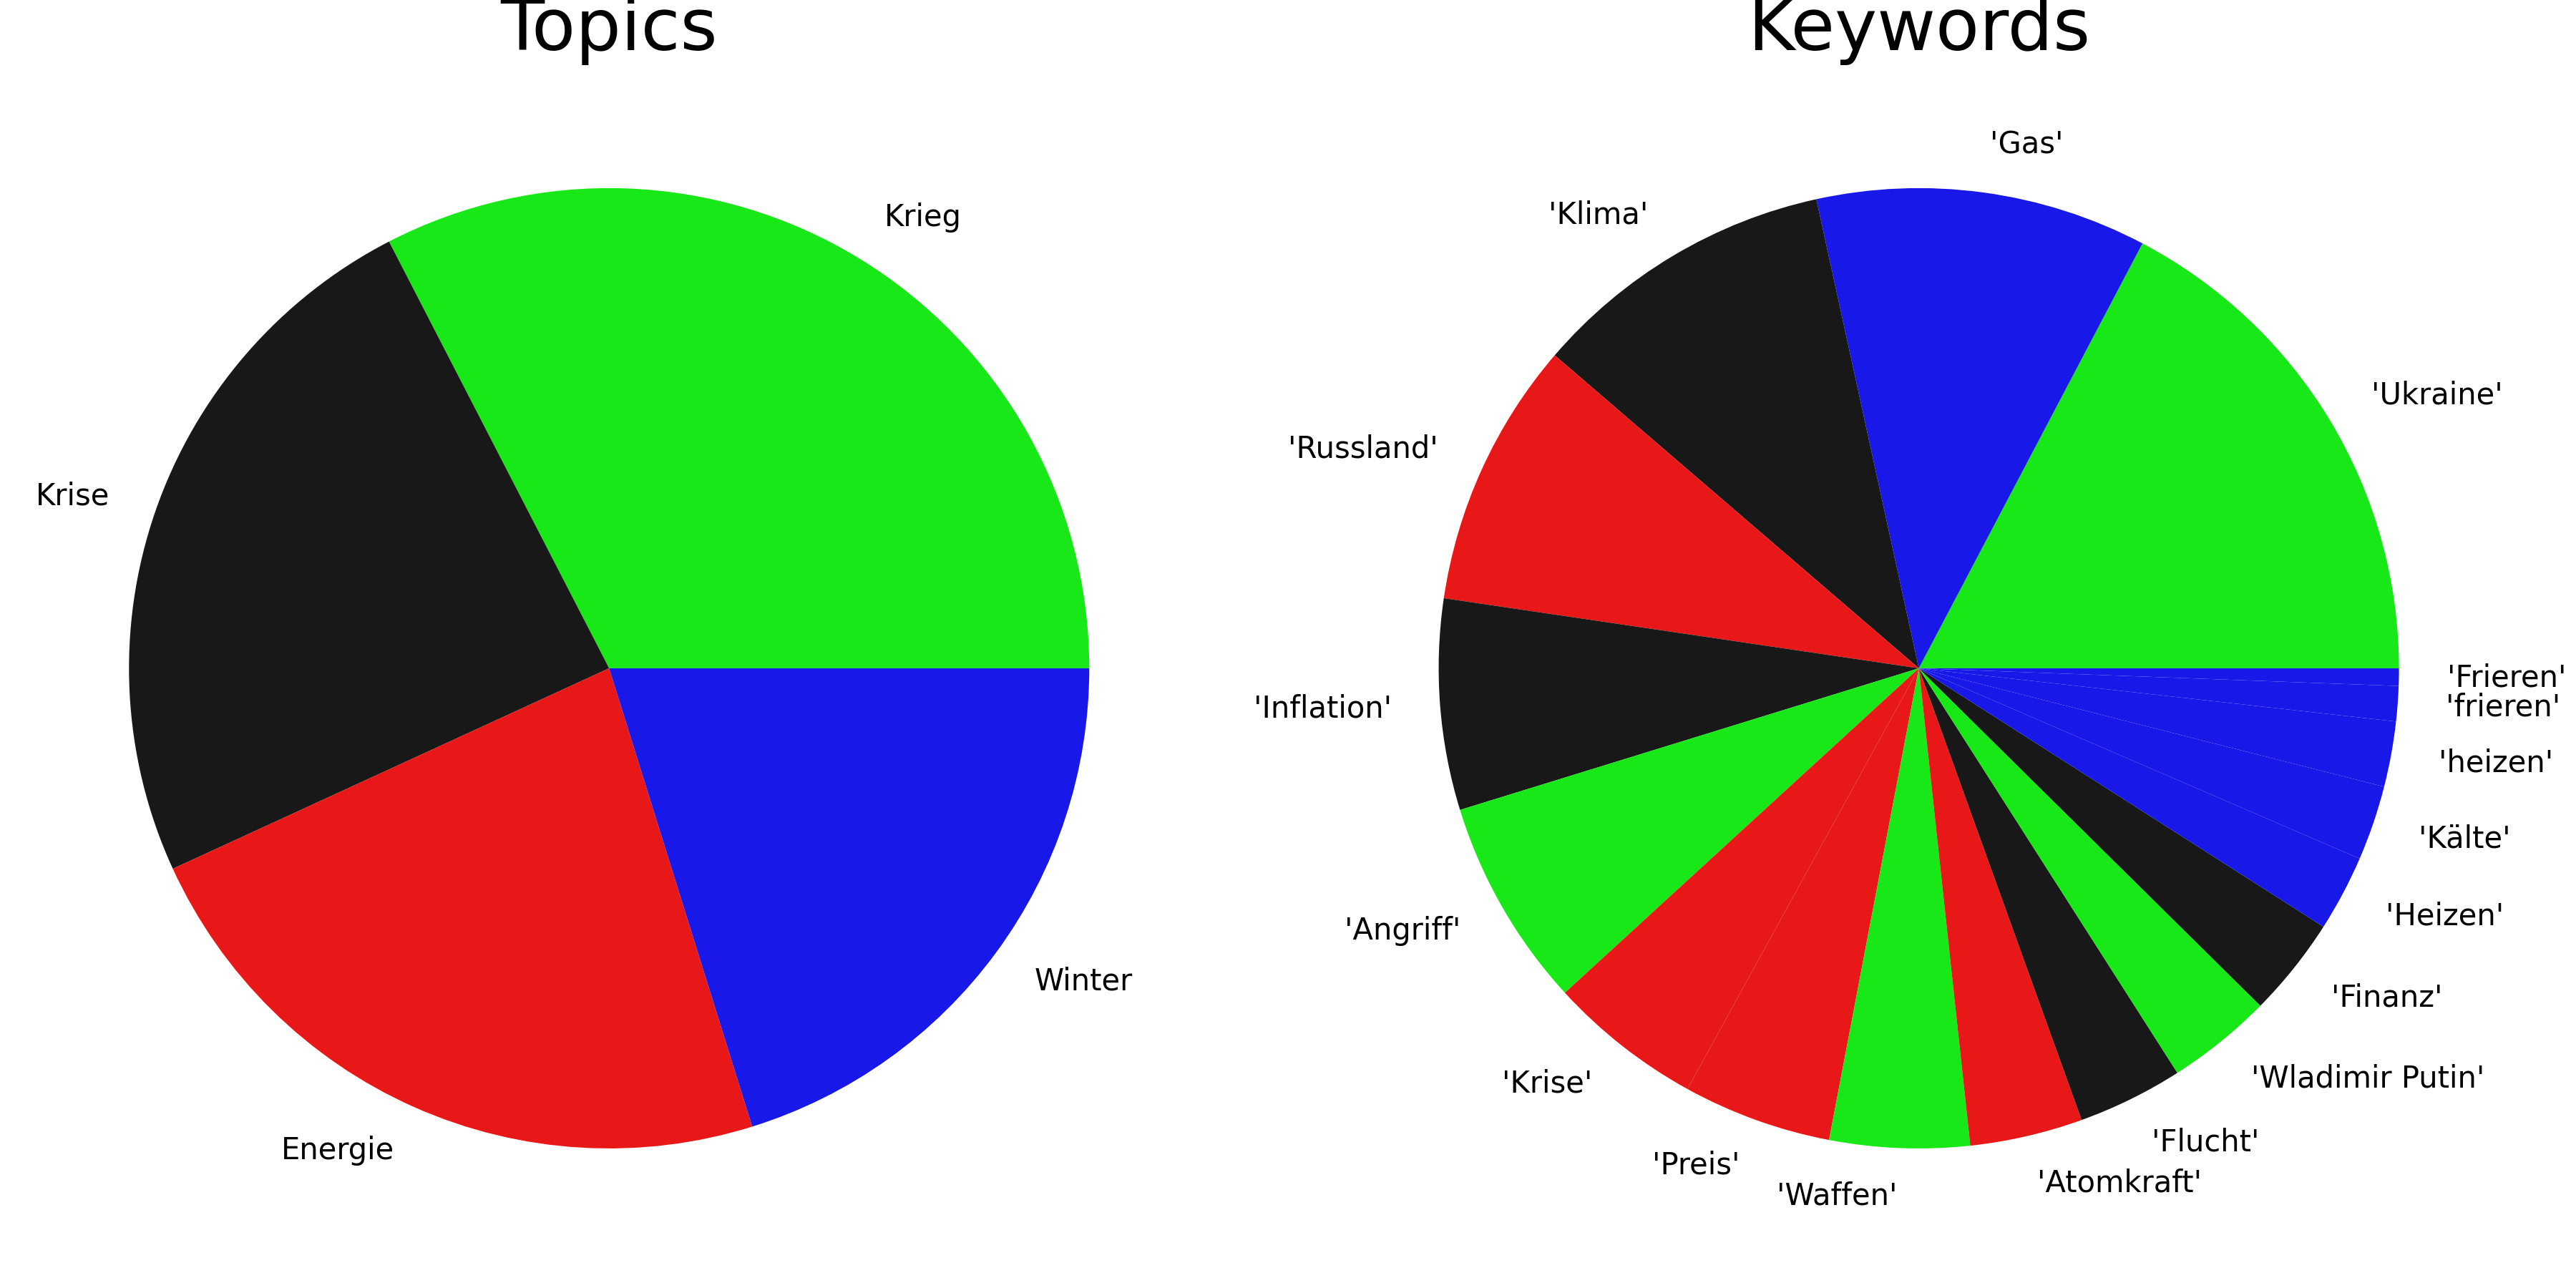 Topics
Krieg
Krise
Energie
Winter
Keywords
'Gas'
'Klima'
'Ukraine'
'Russland'
'Inflation'
'Angriff'
'Krise'
'Preis'
'Waffen'
'Atomkraft'
'Flucht'
'Wladimir Putin'
'Finanz'
'Heizen'
'Kälte'
'heizen'
'frieren'
'Frieren'